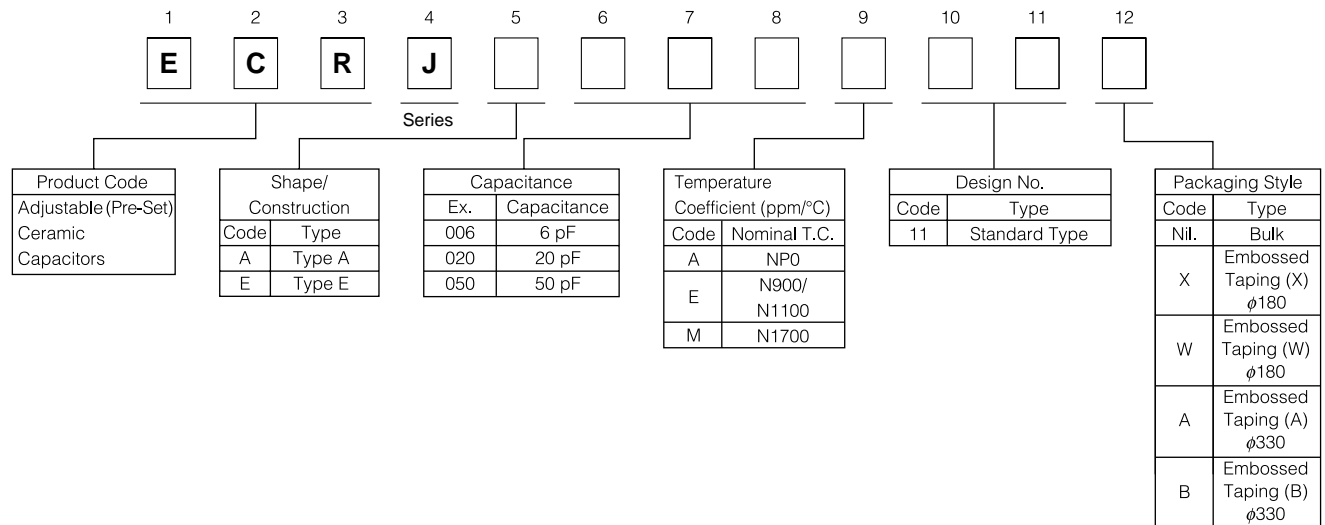 1 2 3 4 5 6 7 8 9 10 11 12
E C R J
Series
Product Code
Adjustable (Pre-Set)
Ceramic
Capacitors
Shape/
Construction
Code Type
A Type A
E Type E
Capacitance
Ex. Capacitance
006 6 pF
020 20 pF
050 50 pF
Temperature
Coefficient (ppm/°C)
Code Nominal T.C.
A NP0
E N900/
N1100
M N1700
Design No.
Code Type
11 Standard Type
Packaging Style
Code Type
Nil. Bulk
X Embossed
Taping (X)
ϕ180
W Embossed
Taping (W)
ϕ180
A Embossed
Taping (A)
ϕ330
B Embossed
Taping (B)
ϕ330